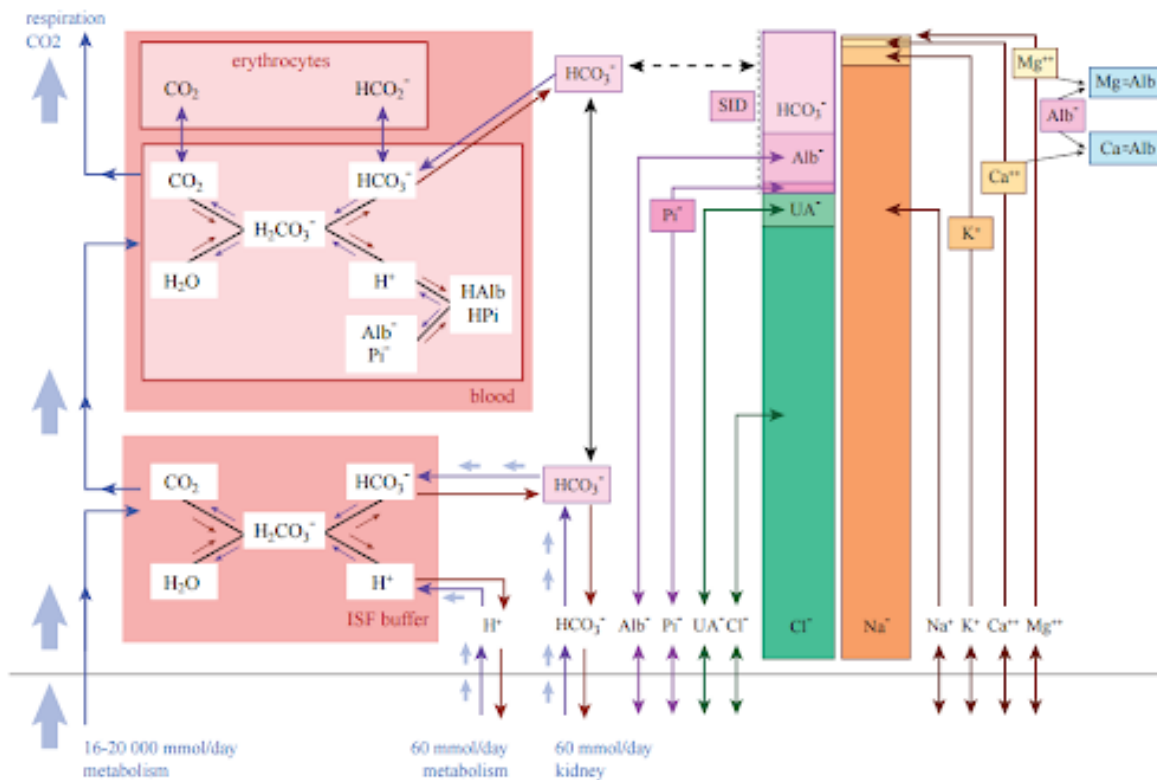 respiration
CO2
erythrocytes
CO₂
HCO₂⁻
CO₂
HCO₃⁻
H₂CO₃⁻
H₂O
H⁺
HAlb
HPi
Alb⁻
Pi⁻
blood
CO₂
HCO₃⁻
H₂CO₃⁻
H₂O
H⁺
ISF buffer
HCO₃⁻
HCO₃⁻
SID
HCO₃⁻
Alb⁻
Pi⁻
UA⁻
Cl⁻
Na⁺
Mg⁺⁺
Mg=Alb
Alb⁻
Ca=Alb
Ca⁺⁺
K⁺
H⁺
HCO₃⁻
Alb⁻
Pi⁻
UA⁻
Cl⁻
Na⁺
K⁺
Ca⁺⁺
Mg⁺⁺
16-20 000 mmol/day
metabolism
60 mmol/day
metabolism
60 mmol/day
kidney